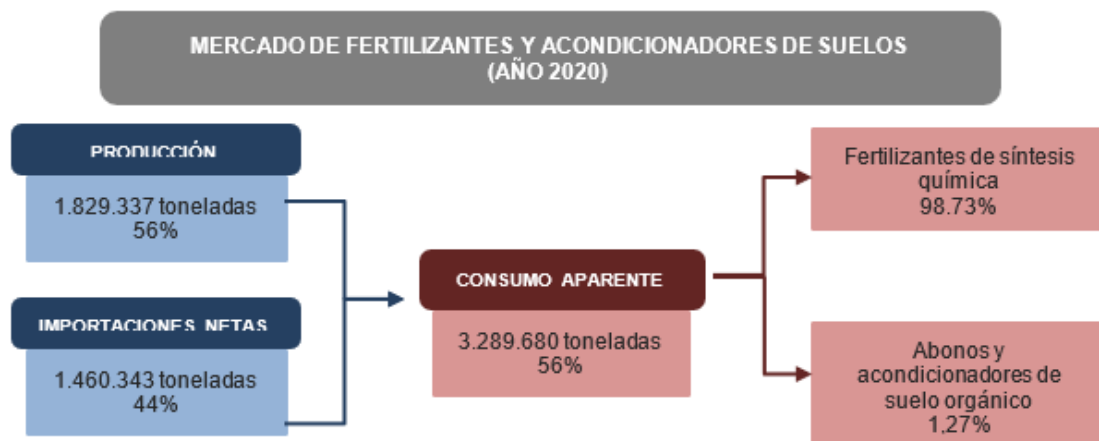 MERCADO DE FERTILIZANTES Y ACONDICIONADORES DE SUELOS
(AÑO 2020)
PRODUCCIÓN
1.829.337 toneladas
56%
IMPORTACIONES NETAS
1.460.343 toneladas
44%
CONSUMO APARENTE
3.289.680 toneladas
56%
Fertilizantes de síntesis
química
98.73%
Abonos y
acondicionadores de
suelo orgánico
1,27%